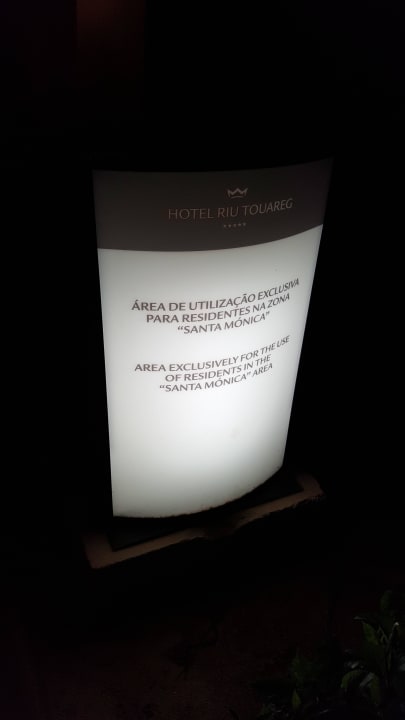 HOTEL RIU TOUAREG
ÁREA DE UTILIZAÇÃO EXCLUSIVA
PARA RESIDENTES NA ZONA
"SANTA MÓNICA"
AREA EXCLUSIVELY FOR THE USE
OF RESIDENTS IN THE
"SANTA MÓNICA" AREA